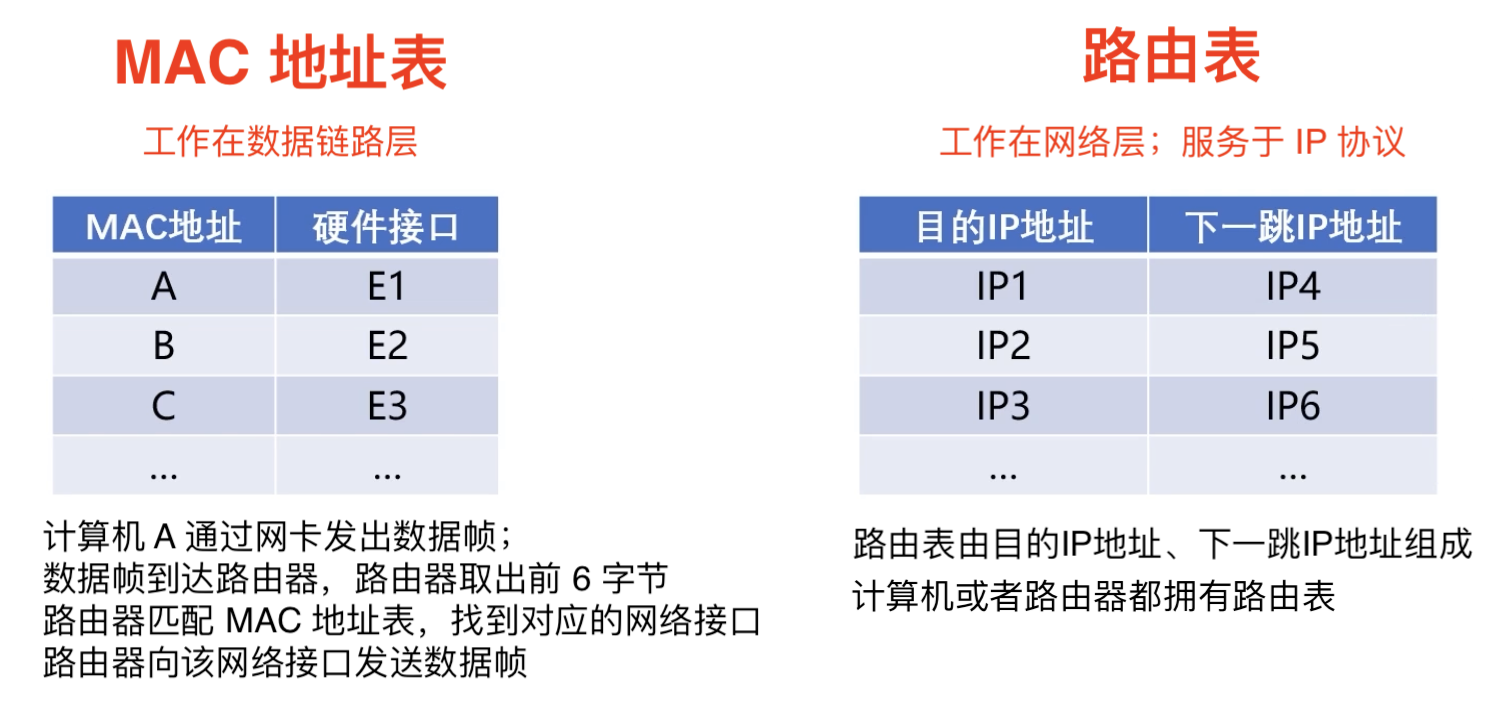 MAC 地址表
工作在数据链路层
MAC地址 硬件接口
A E1
B E2
C E3
... ...
计算机 A 通过网卡发出数据帧；
数据帧到达路由器，路由器取出前 6 字节
路由器匹配 MAC 地址表，找到对应的网络接口
路由器向该网络接口发送数据帧
路由表
工作在网络层；服务于 IP 协议
目的IP地址 下一跳IP地址
IP1 IP4
IP2 IP5
IP3 IP6
... ...
路由表由目的IP地址、下一跳IP地址组成
计算机或者路由器都拥有路由表